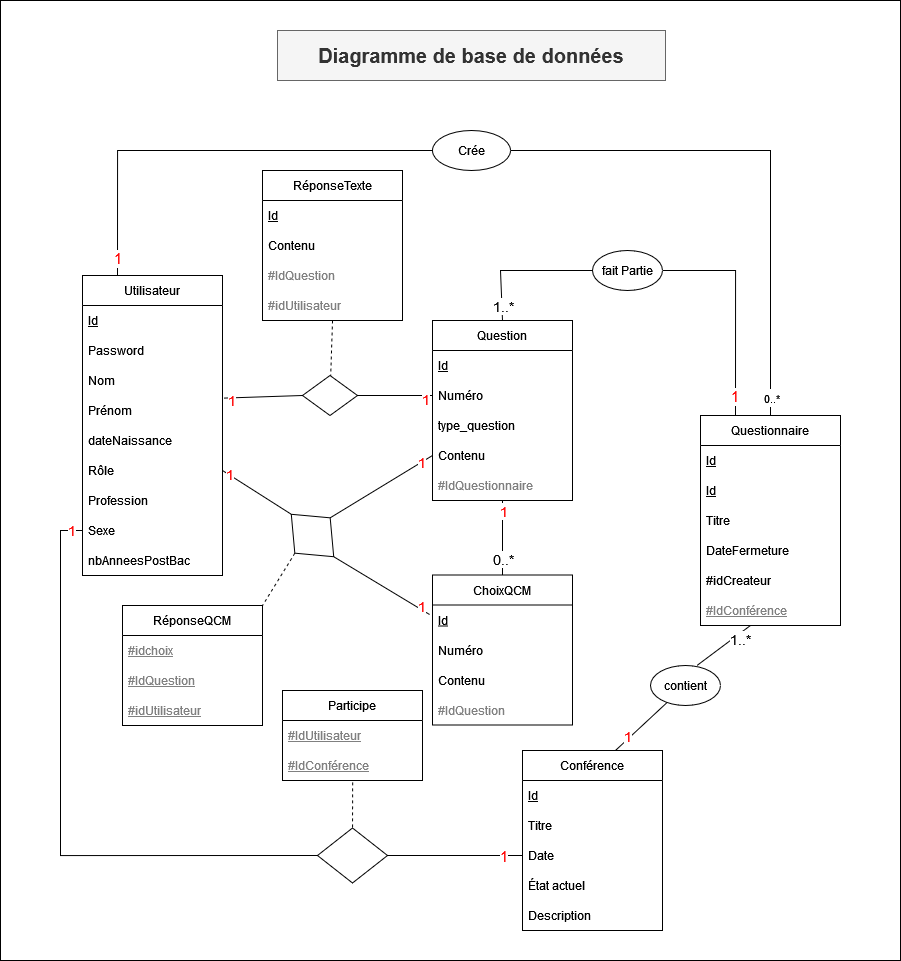 Diagramme de base de données
Crée
RéponseTexte
Id
Contenu
#IdQuestion
#idUtilisateur
fait Partie
1
1..*
Utilisateur
Id
Password
Nom
Prénom
dateNaissance
Rôle
Profession
Sexe
nbAnneesPostBac
Question
Id
Numéro
type_question
Contenu
#IdQuestionnaire
1
1
1
0..*
1
1
1
1
1
0..*
Questionnaire
Id
Id
Titre
DateFermeture
#idCreateur
#IdConférence
ChoixQCM
Id
Numéro
Contenu
#IdQuestion
1
RéponseQCM
#idchoix
#IdQuestion
#idUtilisateur
1..*
contient
1
Participe
#IdUtilisateur
#IdConférence
Conférence
Id
Titre
Date
État actuel
Description
1